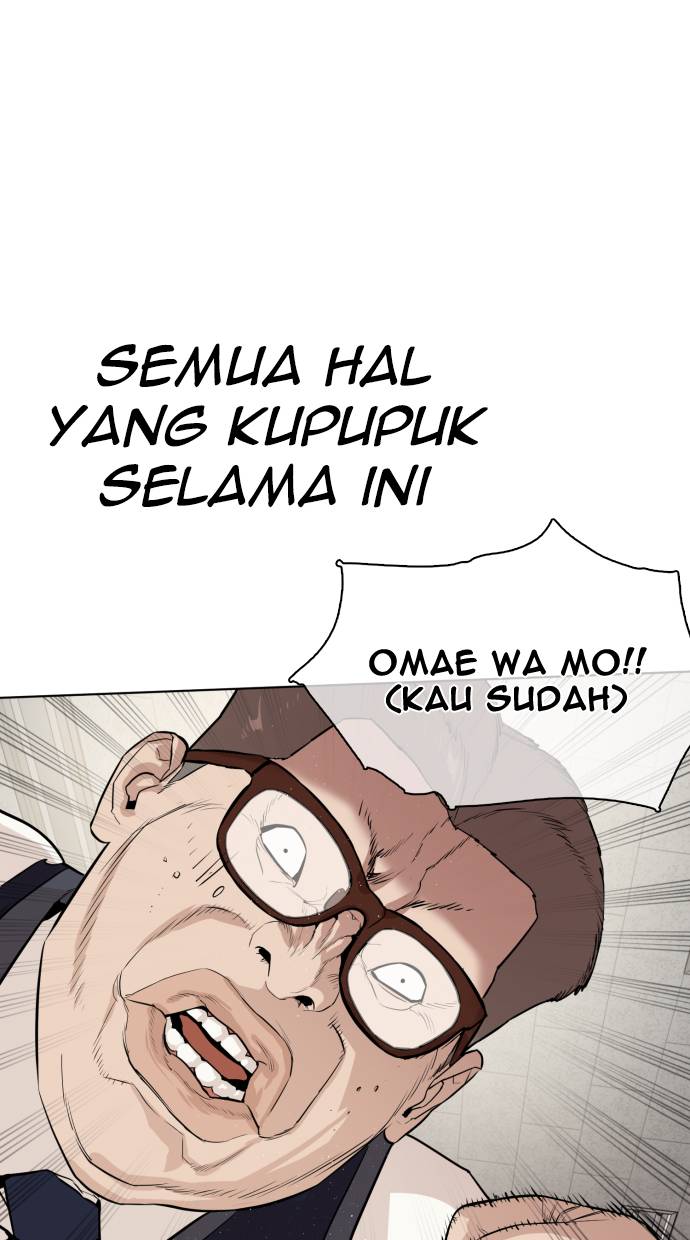 SEMUA HAL
YANG KUPUPUK
SELAMA INI
OMAE WA MO!!
(KAU SUDAH)